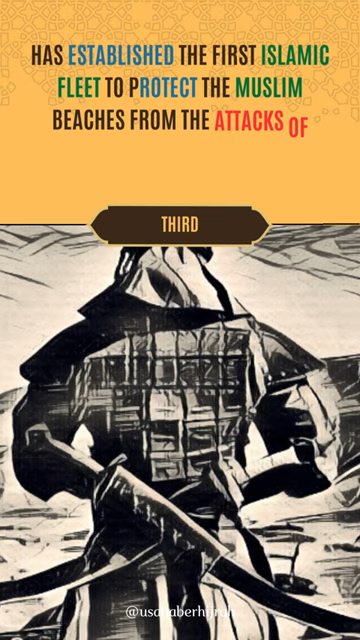 HAS ESTABLISHED THE FIRST ISLAMIC
FLEET TO PROTECT THE MUSLIM
BEACHES FROM THE ATTACKS OF
THIRD